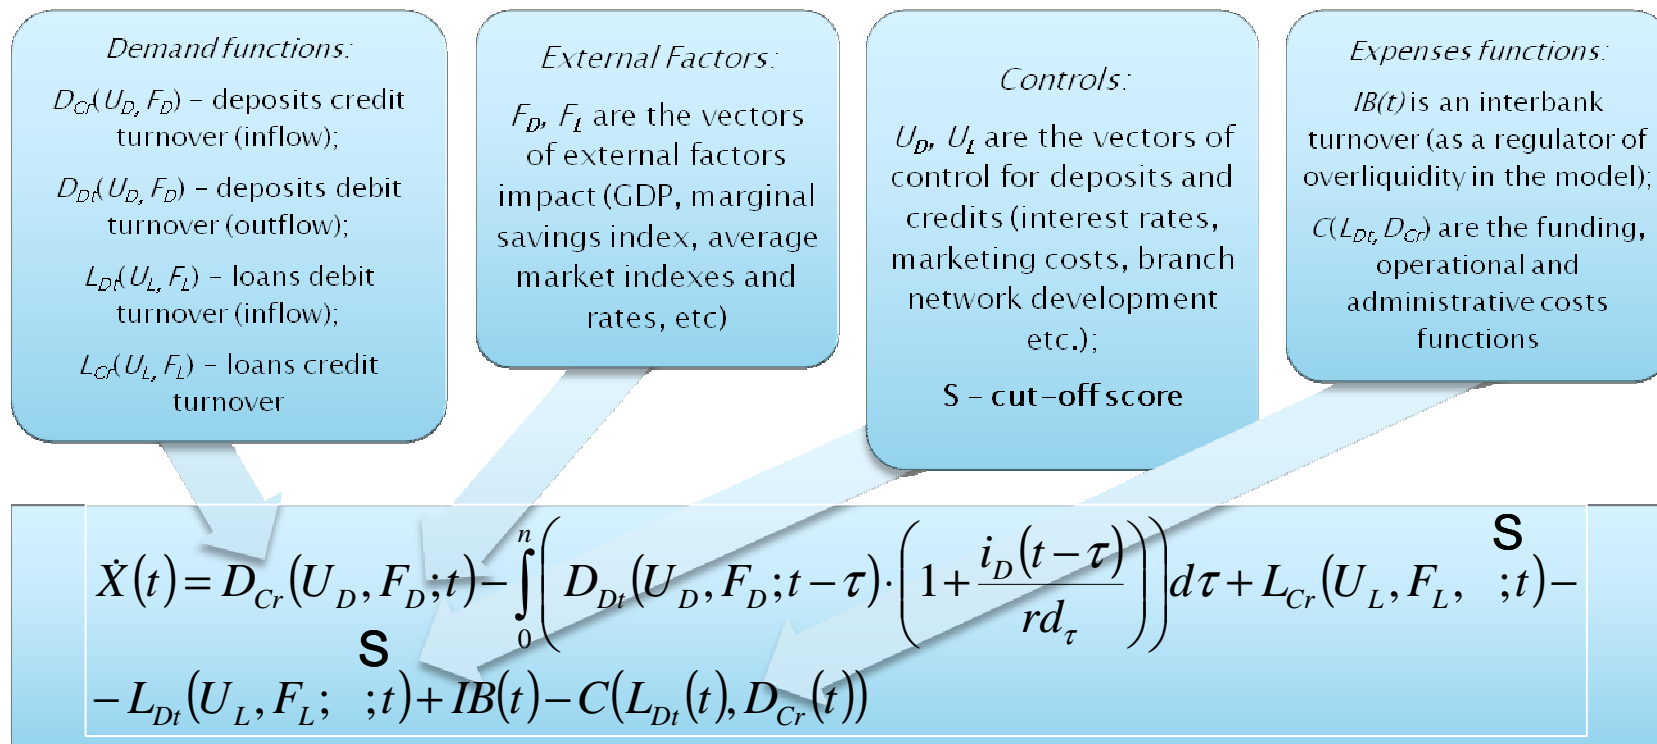 Demand functions:
D_Cr(U_D, F_D) – deposits credit
turnover (inflow);
D_Dt(U_D, F_D) – deposits debit
turnover (outflow);
L_Dt(U_L, F_L) – loans debit
turnover (inflow);
L_Cr(U_L, F_L) – loans credit
turnover
External Factors:
F_D, F_L are the vectors
of external factors
impact (GDP, marginal
savings index, average
market indexes and
rates, etc)
Controls:
U_D, U_L are the vectors of
control for deposits and
credits (interest rates,
marketing costs, branch
network development
etc.);
S – cut-off score
Expenses functions:
IB(t) is an interbank
turnover (as a regulator of
overliquidity in the model);
C(L_Dt, D_Cr) are the funding,
operational and
administrative costs
functions
Ẋ(t) = D_Cr(U_D, F_D; t) − ∫_0^n (D_Dt(U_D, F_D; t − τ) · (1 + i_D(t − τ) / rd_τ)) dτ + L_Cr(U_L, F_L, S ; t) −
− L_Dt(U_L, F_L; S ; t) + IB(t) − C(L_Dt(t), D_Cr(t))